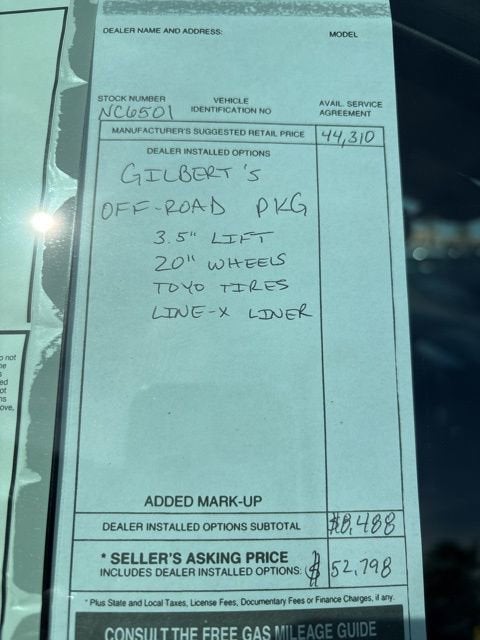 DEALER NAME AND ADDRESS: MODEL
STOCK NUMBER VEHICLE IDENTIFICATION NO AVAIL. SERVICE AGREEMENT
NC6501
MANUFACTURER'S SUGGESTED RETAIL PRICE 44,310
DEALER INSTALLED OPTIONS
GILBERT'S
OFF-ROAD PKG
3.5" LIFT
20" WHEELS
TOYO TIRES
LINE-X LINER
ADDED MARK-UP
DEALER INSTALLED OPTIONS SUBTOTAL $8,488
* SELLER'S ASKING PRICE
INCLUDES DEALER INSTALLED OPTIONS: $ 52,798
* Plus State and Local Taxes, License Fees, Documentary Fees or Finance Charges, if any.
CONSULT THE FREE GAS MILEAGE GUIDE